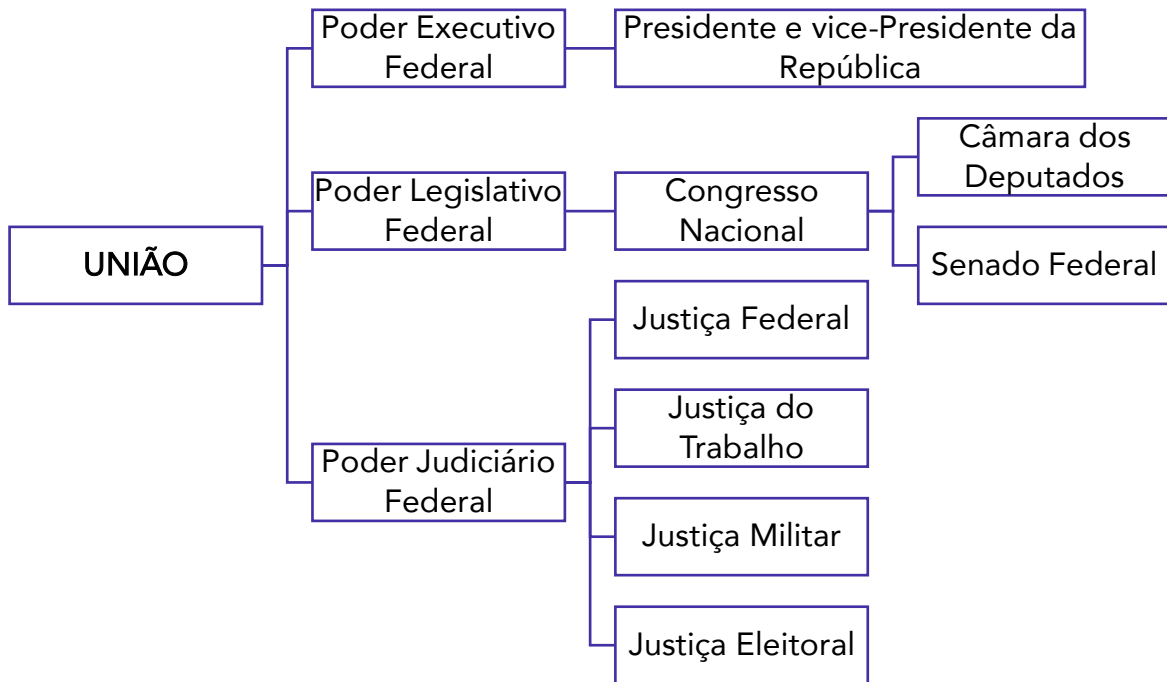 UNIÃO
Poder Executivo
Federal
Presidente e vice-Presidente da
República
Poder Legislativo
Federal
Congresso
Nacional
Câmara dos
Deputados
Senado Federal
Poder Judiciário
Federal
Justiça Federal
Justiça do
Trabalho
Justiça Militar
Justiça Eleitoral